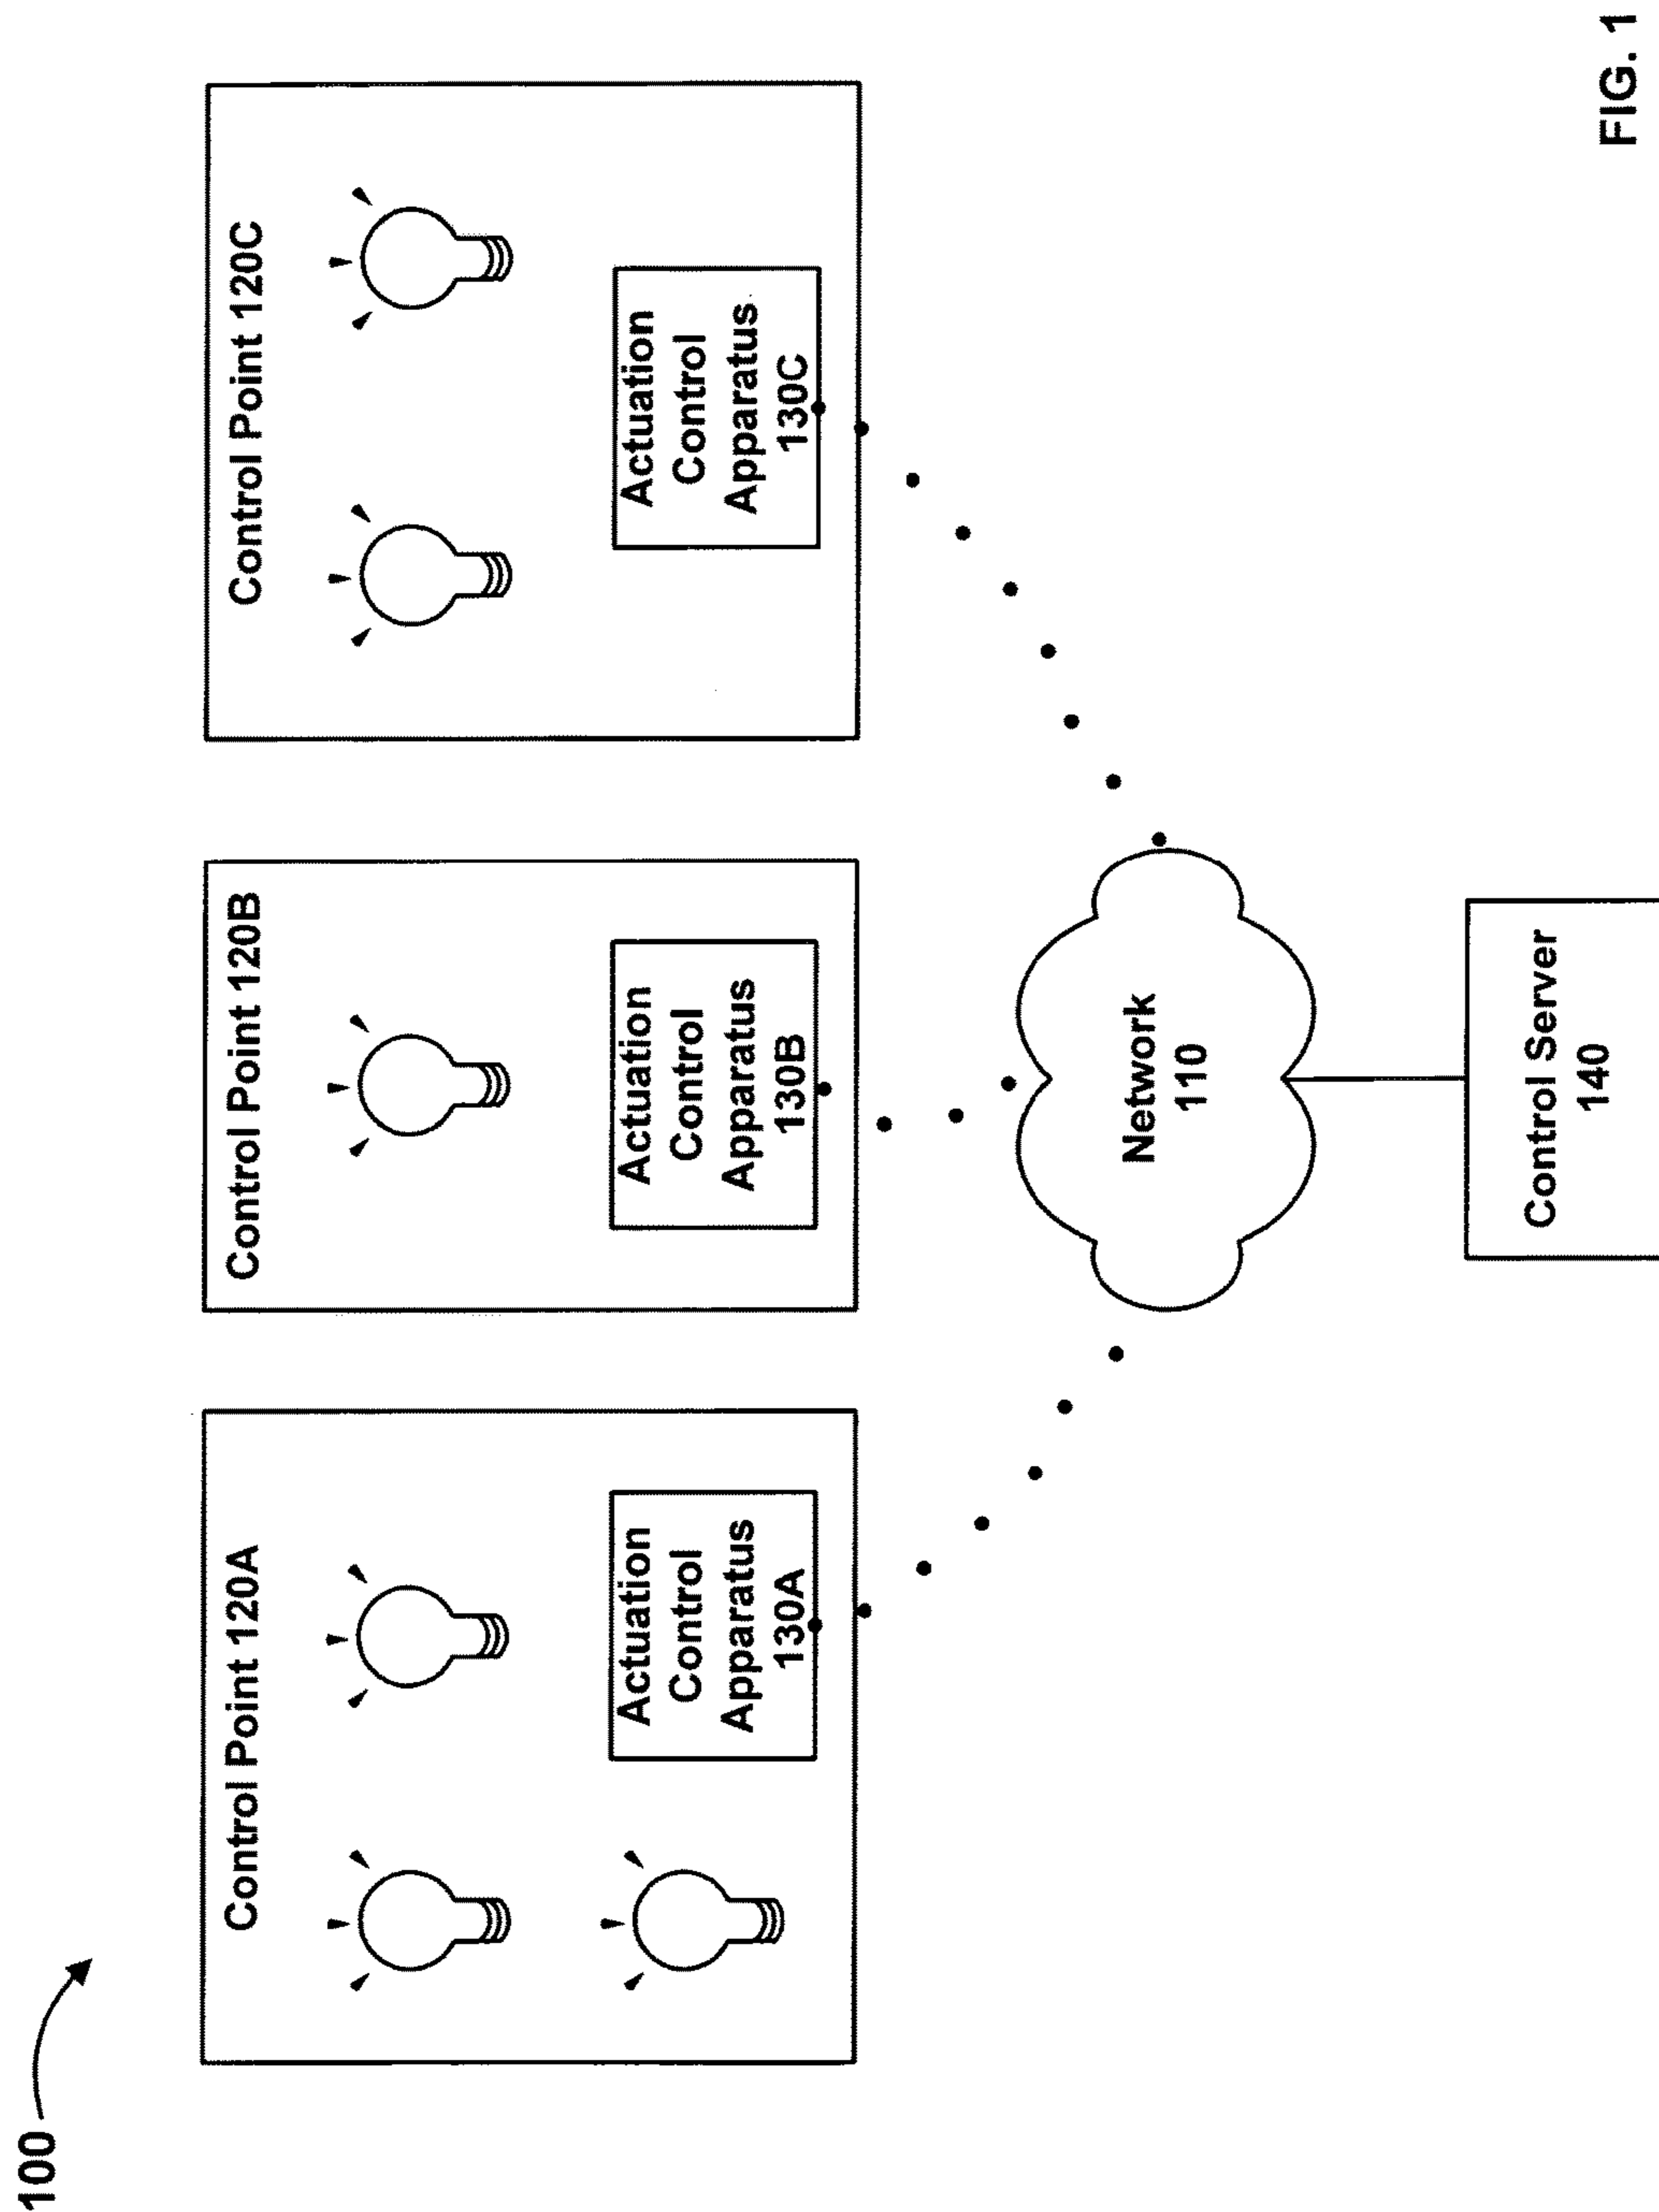 100
Control Point 120A
Actuation
Control
Apparatus
130A
Control Point 120B
Actuation
Control
Apparatus
130B
Control Point 120C
Actuation
Control
Apparatus
130C
Network
110
Control Server
140
FIG. 1